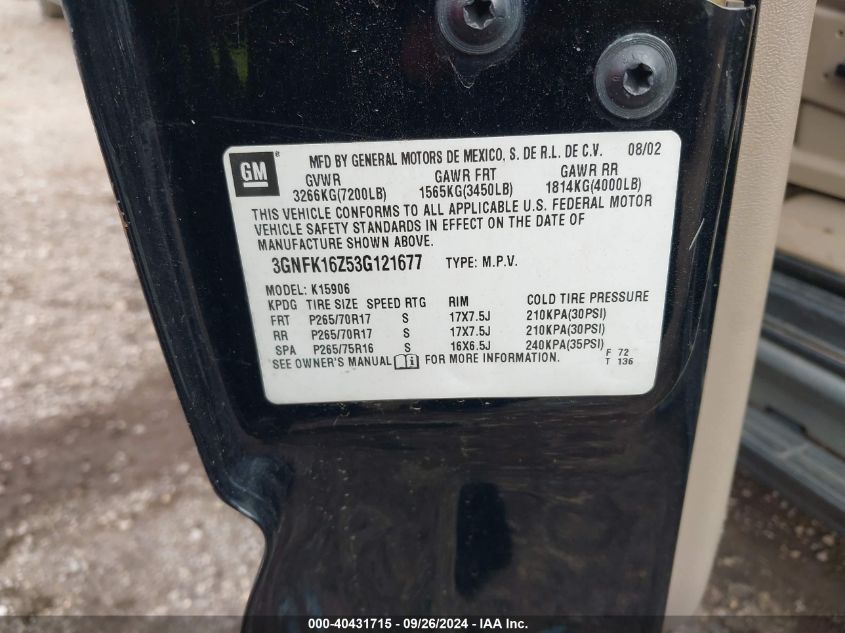 GM ® MFD BY GENERAL MOTORS DE MEXICO, S. DE R.L. DE C.V. 08/02
GVWR GAWR FRT GAWR RR
3266KG(7200LB) 1565KG(3450LB) 1814KG(4000LB)
THIS VEHICLE CONFORMS TO ALL APPLICABLE U.S. FEDERAL MOTOR
VEHICLE SAFETY STANDARDS IN EFFECT ON THE DATE OF
MANUFACTURE SHOWN ABOVE.
3GNFK16Z53G121677 TYPE: M.P.V.
MODEL: K15906
KPDG TIRE SIZE SPEED RTG RIM COLD TIRE PRESSURE
FRT P265/70R17 S 17X7.5J 210KPA(30PSI)
RR P265/70R17 S 17X7.5J 210KPA(30PSI)
SPA P265/75R16 S 16X6.5J 240KPA(35PSI)
SEE OWNER'S MANUAL FOR MORE INFORMATION.
F 72
T 136
000-40431715 - 09/26/2024 - IAA, Inc.